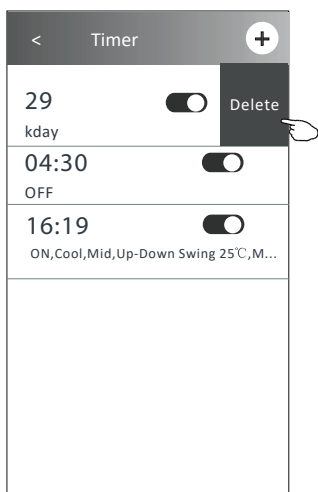 < Timer +
29 Delete
kday
04:30
OFF
16:19
ON,Cool,Mid,Up-Down Swing 25℃,M...